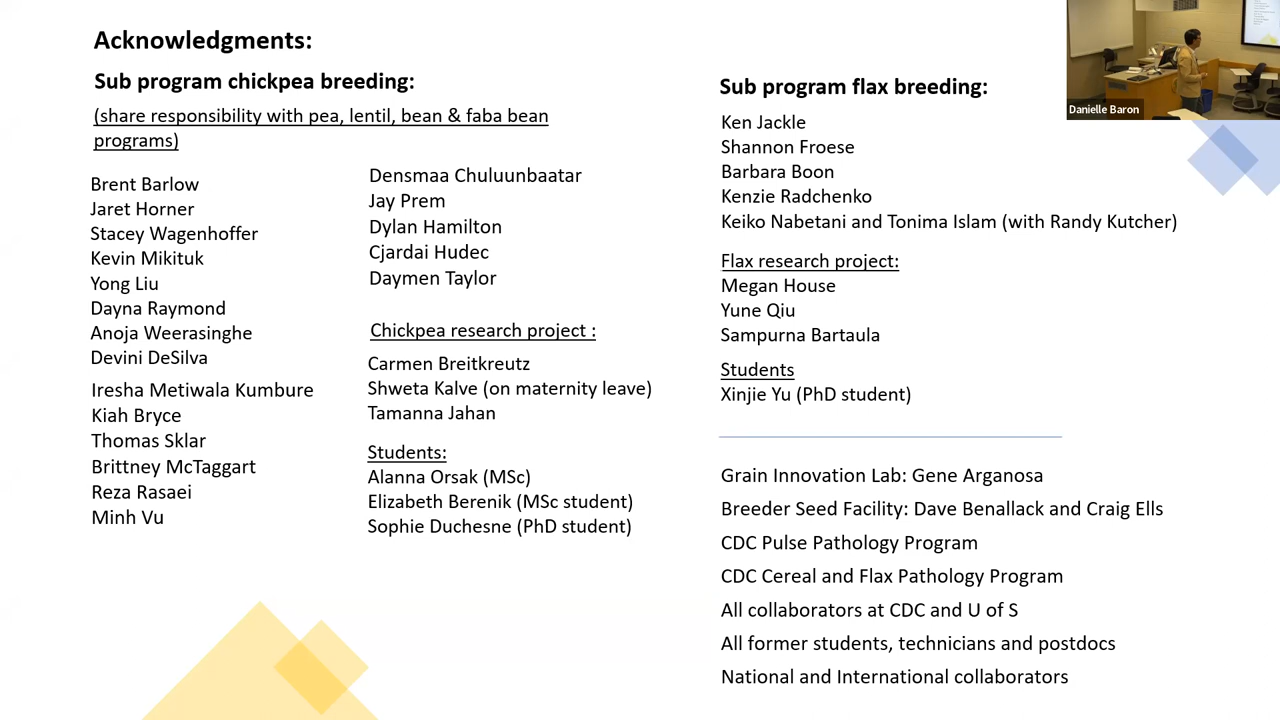 Acknowledgments:
Sub program chickpea breeding:
(share responsibility with pea, lentil, bean & faba bean
programs)
Brent Barlow
Jaret Horner
Stacey Wagenhoffer
Kevin Mikituk
Yong Liu
Dayna Raymond
Anoja Weerasinghe
Devini DeSilva
Iresha Metiwala Kumbure
Kiah Bryce
Thomas Sklar
Brittney McTaggart
Reza Rasaei
Minh Vu
Densmaa Chuluunbaatar
Jay Prem
Dylan Hamilton
Cjardai Hudec
Daymen Taylor
Chickpea research project :
Carmen Breitkreutz
Shweta Kalve (on maternity leave)
Tamanna Jahan
Students:
Alanna Orsak (MSc)
Elizabeth Berenik (MSc student)
Sophie Duchesne (PhD student)
Sub program flax breeding:
Ken Jackle
Shannon Froese
Barbara Boon
Kenzie Radchenko
Keiko Nabetani and Tonima Islam (with Randy Kutcher)
Flax research project:
Megan House
Yune Qiu
Sampurna Bartaula
Students
Xinjie Yu (PhD student)
Grain Innovation Lab: Gene Arganosa
Breeder Seed Facility: Dave Benallack and Craig Ells
CDC Pulse Pathology Program
CDC Cereal and Flax Pathology Program
All collaborators at CDC and U of S
All former students, technicians and postdocs
National and International collaborators
Danielle Baron